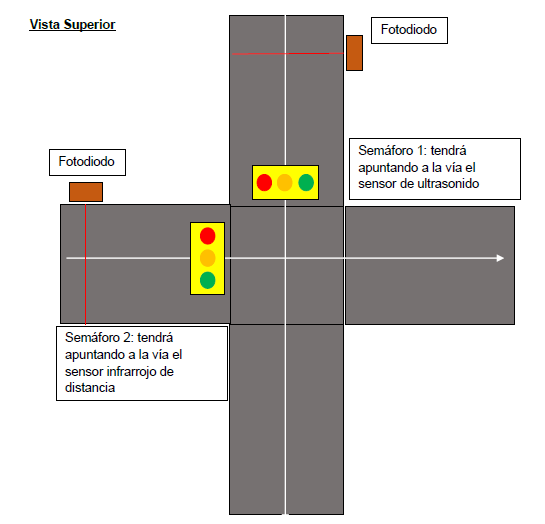 Vista Superior
Fotodiodo
Semáforo 1: tendrá
apuntando a la vía el
sensor de ultrasonido
Fotodiodo
Semáforo 2: tendrá
apuntando a la vía el
sensor infrarrojo de
distancia